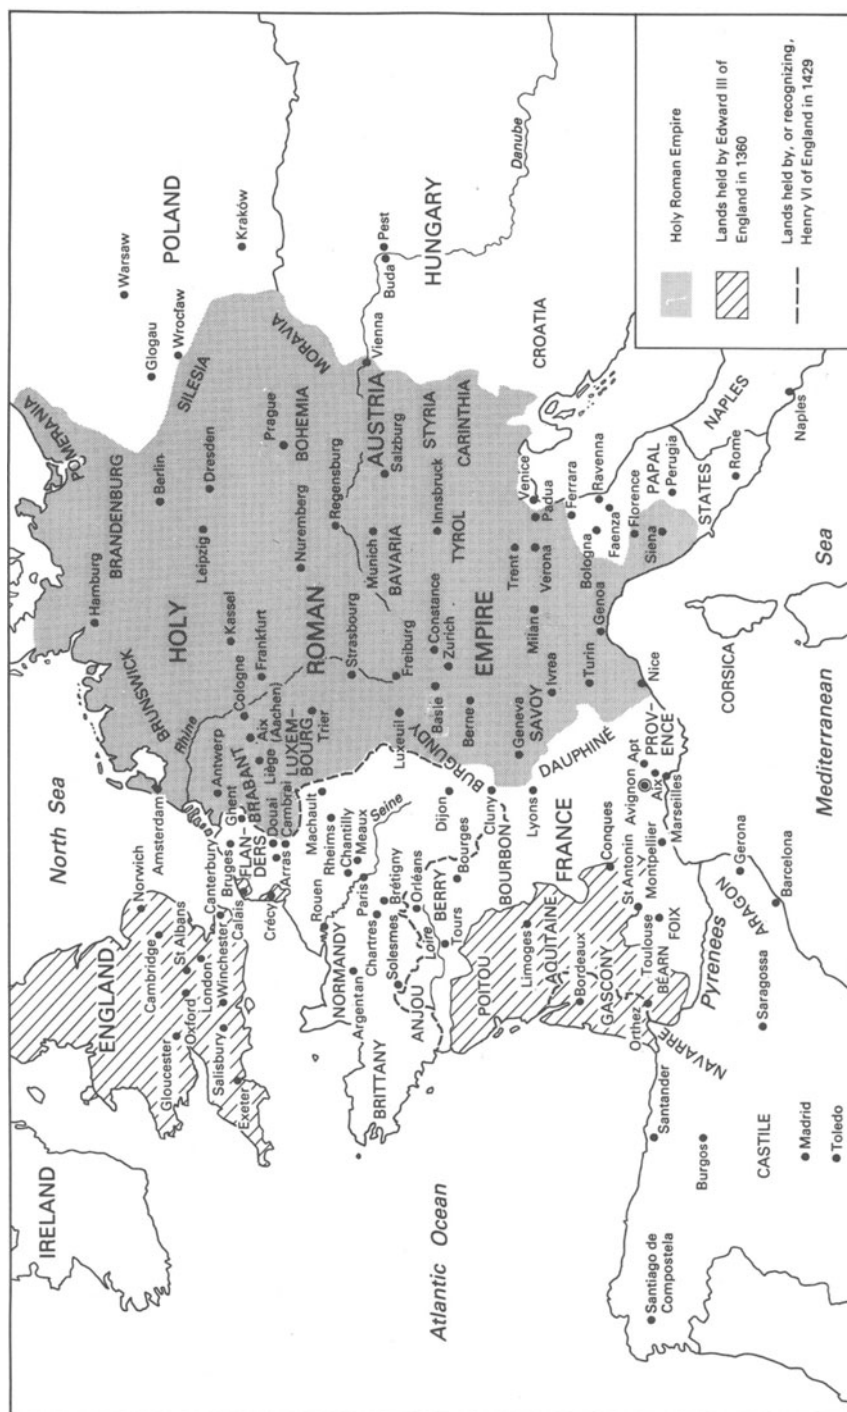 IRELAND
North Sea
ENGLAND
Norwich
Cambridge
St Albans
Gloucester
Oxford
London
Salisbury
Winchester
Canterbury
Exeter
Amsterdam
BRUNSWICK
Hamburg
BRANDENBURG
POMERANIA
Berlin
Glogau
Warsaw
Wrocław
POLAND
SILESIA
Dresden
Leipzig
HOLY
Kassel
Rhine
Antwerp
Cologne
Ghent
Bruges
Calais
FLAN-
DERS
BRABANT
Aix
(Aachen)
Liège
Frankfurt
Douai
Cambrai
Arras
Crécy
LUXEM-
BOURG
Trier
Prague
BOHEMIA
MORAVIA
Kraków
Nuremberg
ROMAN
Regensburg
Strasbourg
Machault
Rheims
Chantilly
Meaux
Seine
Rouen
NORMANDY
Paris
Chartres
Brétigny
Argentan
BRITTANY
Solesmes
Orléans
ANJOU
Loire
Tours
BERRY
Bourges
Dijon
Luxeuil
BURGUNDY
Freiburg
Basle
Constance
Zurich
Berne
Munich
BAVARIA
Salzburg
AUSTRIA
Vienna
Buda
Pest
HUNGARY
Danube
STYRIA
CARINTHIA
Innsbruck
TYROL
EMPIRE
Trent
Geneva
SAVOY
Ivrea
Milan
Verona
Padua
Venice
CROATIA
Atlantic Ocean
POITOU
Limoges
BOURBON
Cluny
Lyons
FRANCE
DAUPHINÉ
AQUITAINE
Bordeaux
GASCONY
Conques
Turin
Genoa
Bologna
Ferrara
Ravenna
Faenza
Florence
Siena
PAPAL
STATES
Perugia
Rome
NAPLES
Naples
Nice
PROV-
ENCE
Apt
Avignon
Aix
Marseilles
Montpellier
St Antonin
Toulouse
FOIX
BEARN
Orthez
NAVARRE
Pyrenees
ARAGON
Gerona
Barcelona
Saragossa
Santander
Burgos
CASTILE
Madrid
Toledo
Santiago de
Compostela
CORSICA
Mediterranean
Sea
Holy Roman Empire
Lands held by Edward III of
England in 1360
Lands held by, or recognizing,
Henry VI of England in 1429